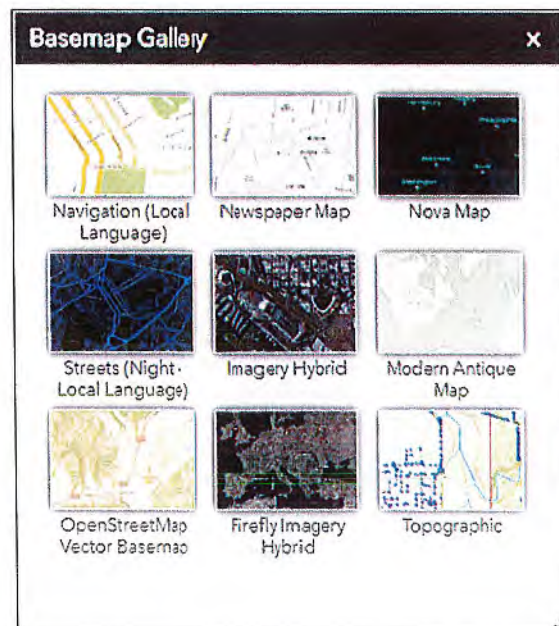 Basemap Gallery x
Navigation (Local
Language)
Newspaper Map
Nova Map
Streets (Night -
Local Language)
Imagery Hybrid
Modern Antique
Map
OpenStreetMap
Vector Basemap
Firefly Imagery
Hybrid
Topographic